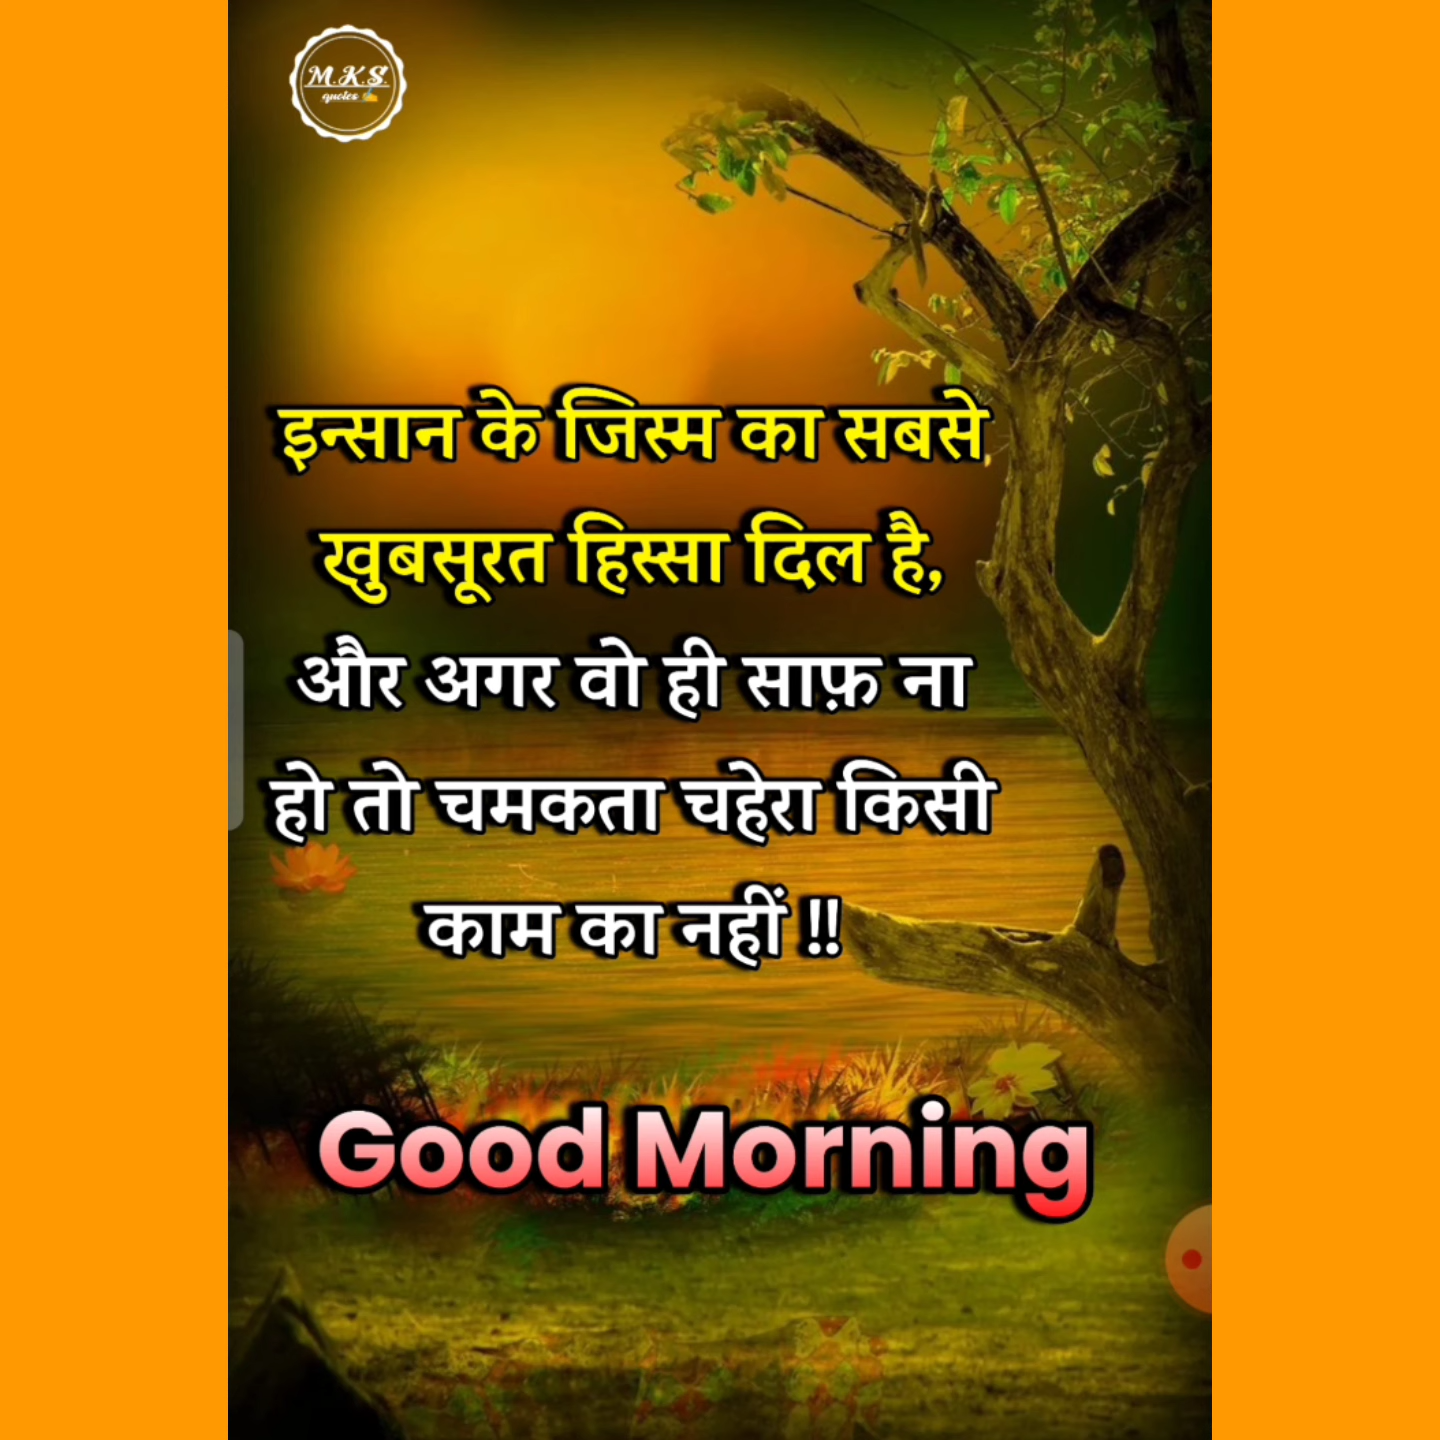 M.K.S.
quotes
इन्सान के जिस्म का सबसे
खुबसूरत हिस्सा दिल है,
और अगर वो ही साफ़ ना
हो तो चमकता चहेरा किसी
काम का नहीं !!
Good Morning